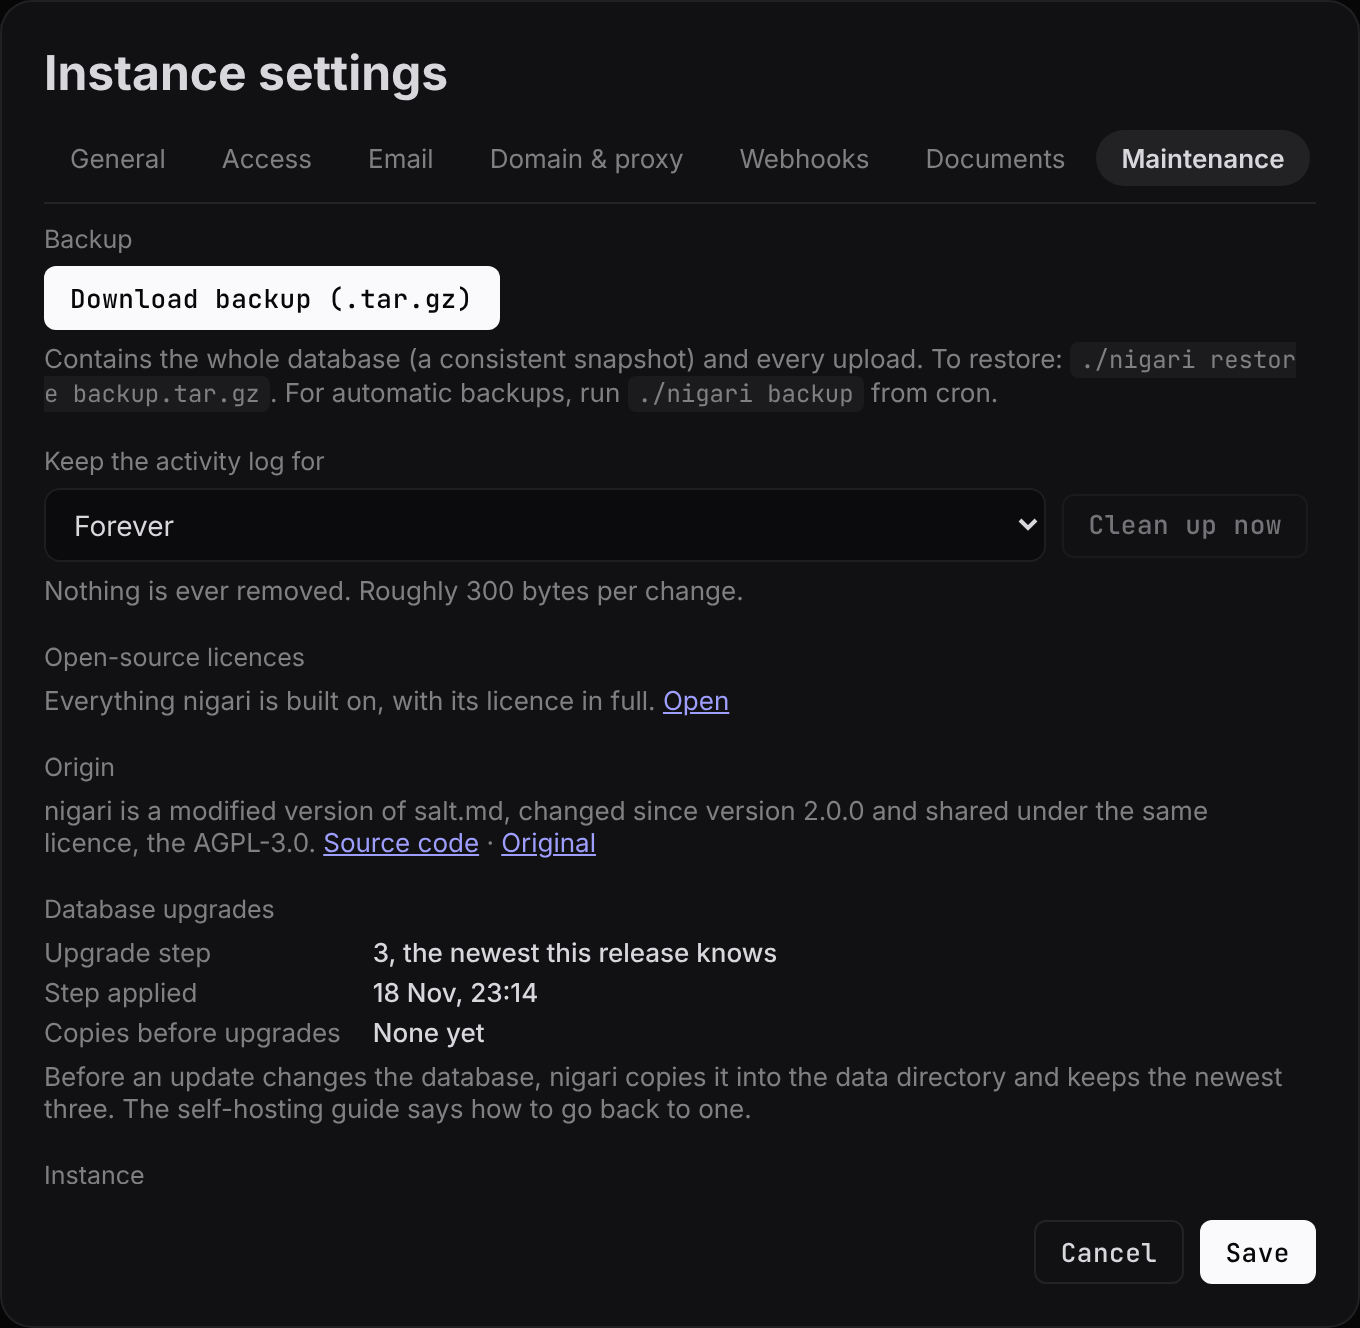 Instance settings
General Access Email Domain & proxy Webhooks Documents Maintenance
Backup
Download backup (.tar.gz)
Contains the whole database (a consistent snapshot) and every upload. To restore: ./nigari restor
e backup.tar.gz. For automatic backups, run ./nigari backup from cron.
Keep the activity log for
Forever
Clean up now
Nothing is ever removed. Roughly 300 bytes per change.
Open-source licences
Everything nigari is built on, with its licence in full. Open
Origin
nigari is a modified version of salt.md, changed since version 2.0.0 and shared under the same
licence, the AGPL-3.0. Source code · Original
Database upgrades
Upgrade step 3, the newest this release knows
Step applied 18 Nov, 23:14
Copies before upgrades None yet
Before an update changes the database, nigari copies it into the data directory and keeps the newest
three. The self-hosting guide says how to go back to one.
Instance
Cancel Save